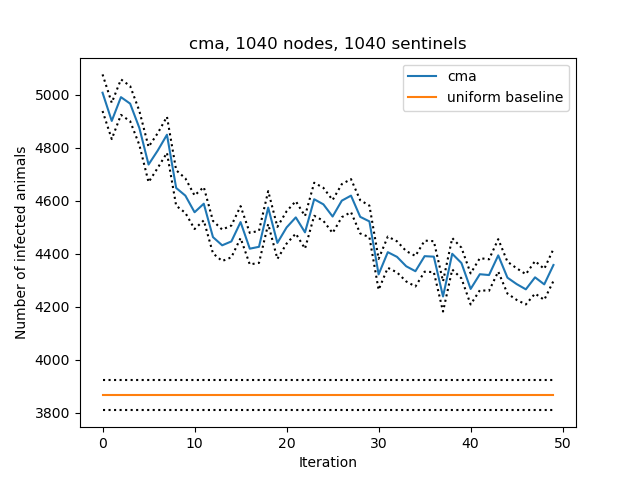 cma, 1040 nodes, 1040 sentinels
cma
uniform baseline
Number of infected animals
5000
4800
4600
4400
4200
4000
3800
0 10 20 30 40 50
Iteration